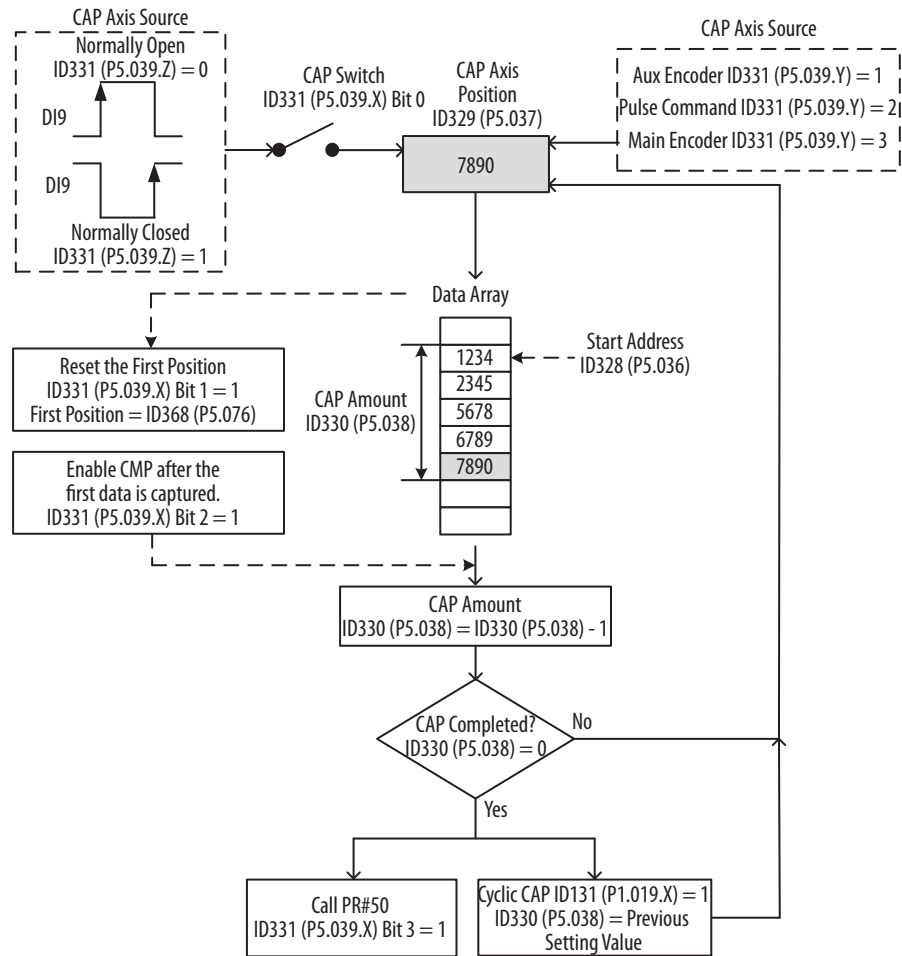 CAP Axis Source
Normally Open
ID331 (P5.039.Z) = 0
DI9
DI9
Normally Closed
ID331 (P5.039.Z) = 1
CAP Switch
ID331 (P5.039.X) Bit 0
CAP Axis
Position
ID329 (P5.037)
7890
CAP Axis Source
Aux Encoder ID331 (P5.039.Y) = 1
Pulse Command ID331 (P5.039.Y) = 2
Main Encoder ID331 (P5.039.Y) = 3
Data Array
Reset the First Position
ID331 (P5.039.X) Bit 1 = 1
First Position = ID368 (P5.076)
CAP Amount
ID330 (P5.038)
1234
2345
5678
6789
7890
Start Address
ID328 (P5.036)
Enable CMP after the
first data is captured.
ID331 (P5.039.X) Bit 2 = 1
CAP Amount
ID330 (P5.038) = ID330 (P5.038) - 1
CAP Completed?
ID330 (P5.038) = 0
No
Yes
Call PR#50
ID331 (P5.039.X) Bit 3 = 1
Cyclic CAP ID131 (P1.019.X) = 1
ID330 (P5.038) = Previous
Setting Value